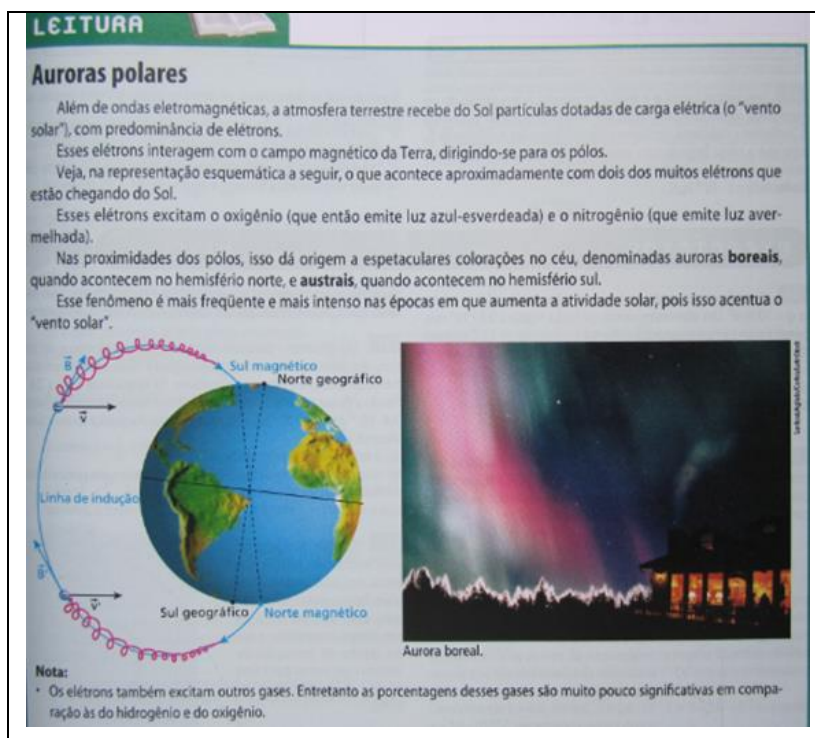 LEITURA
Auroras polares
Além de ondas eletromagnéticas, a atmosfera terrestre recebe do Sol partículas dotadas de carga elétrica (o "vento
solar"), com predominância de elétrons.
Esses elétrons interagem com o campo magnético da Terra, dirigindo-se para os pólos.
Veja, na representação esquemática a seguir, o que acontece aproximadamente com dois dos muitos elétrons que
estão chegando do Sol.
Esses elétrons excitam o oxigênio (que então emite luz azul-esverdeada) e o nitrogênio (que emite luz aver-
melhada).
Nas proximidades dos pólos, isso dá origem a espetaculares colorações no céu, denominadas auroras boreais,
quando acontecem no hemisfério norte, e austrais, quando acontecem no hemisfério sul.
Esse fenômeno é mais freqüente e mais intenso nas épocas em que aumenta a atividade solar, pois isso acentua o
"vento solar".
B
Sul magnético
Norte geográfico
v
Linha de indução
B'
v'
Sul geográfico
Norte magnético
Aurora boreal.
Nota:
• Os elétrons também excitam outros gases. Entretanto as porcentagens desses gases são muito pouco significativas em compa-
ração às do hidrogênio e do oxigênio.